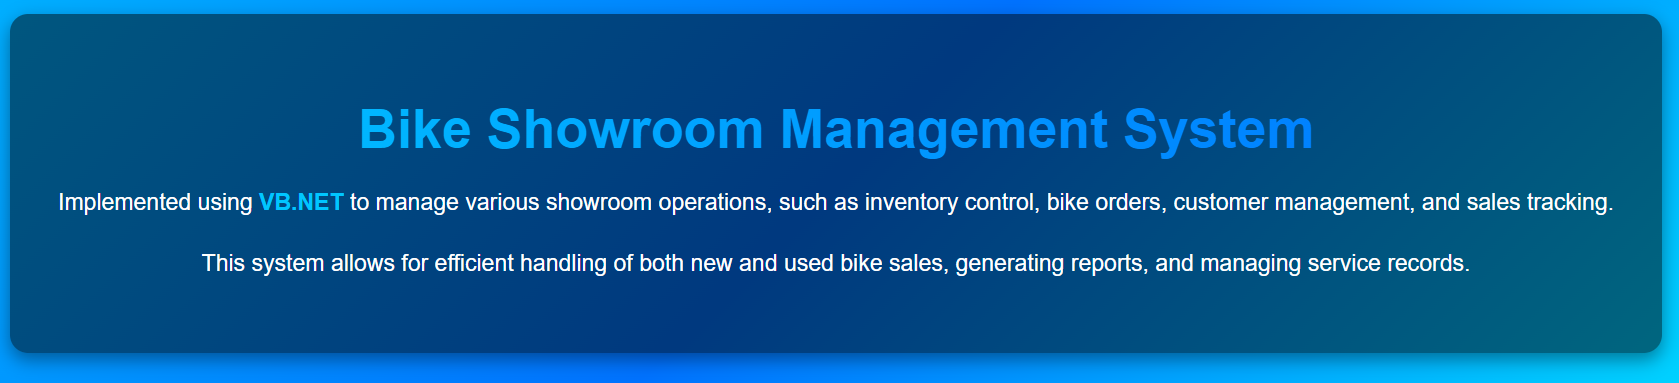 Bike Showroom Management System
Implemented using VB.NET to manage various showroom operations, such as inventory control, bike orders, customer management, and sales tracking.
This system allows for efficient handling of both new and used bike sales, generating reports, and managing service records.